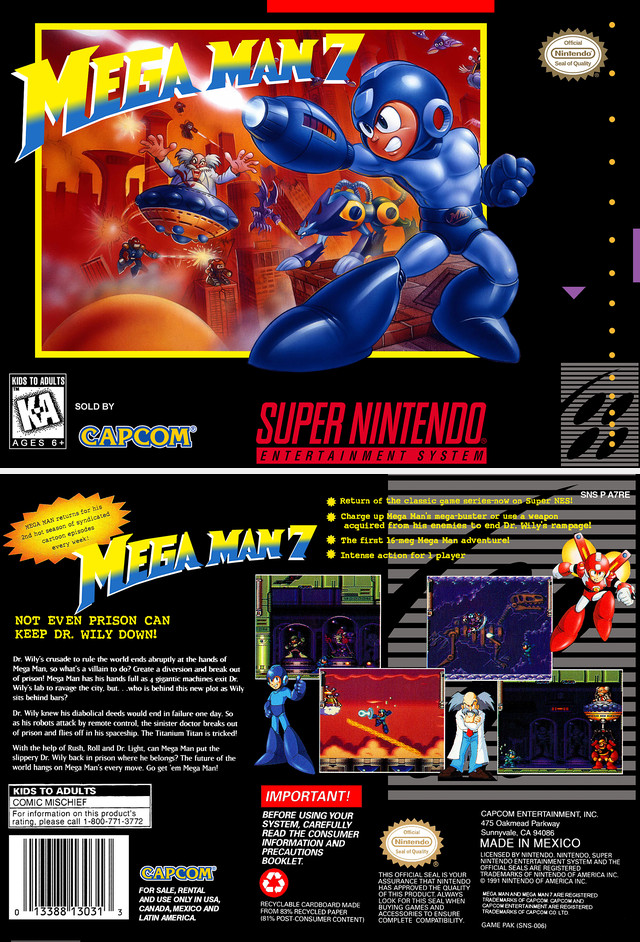 MEGA MAN 7
Official
Nintendo
Seal of Quality
KIDS TO ADULTS
K-A
AGES 6+
SOLD BY
CAPCOM
SUPER NINTENDO
ENTERTAINMENT SYSTEM
SNS P A7RE
MEGA MAN returns for his
2nd hot season of syndicated
cartoon episodes
every week!
MEGA MAN 7
Return of the classic game series-now on Super NES!
Charge up Mega Man's mega-buster or use a weapon
acquired from his enemies to end Dr. Wily's rampage!
The first 16-meg Mega Man adventure!
Intense action for 1-player
NOT EVEN PRISON CAN
KEEP DR. WILY DOWN!
Dr. Wily's crusade to rule the world ends abruptly at the hands of
Mega Man, so what's a villain to do? Create a diversion and break out
of prison! Mega Man has his hands full as 4 gigantic machines exit Dr.
Wily's lab to ravage the city, but. . .who is behind this new plot as Wily
sits behind bars?
Dr. Wily knew his diabolical deeds would end in failure one day. So
as his robots attack by remote control, the sinister doctor breaks out
of prison and flies off in his spaceship. The Titanium Titan is tricked!
With the help of Rush, Roll and Dr. Light, can Mega Man put the
slippery Dr. Wily back in prison where he belongs? The future of the
world hangs on Mega Man's every move. Go get 'em Mega Man!
KIDS TO ADULTS
COMIC MISCHIEF
For information on this product's
rating, please call 1-800-771-3772
0 13388 13031 3
CAPCOM
FOR SALE, RENTAL
AND USE ONLY IN USA,
CANADA, MEXICO AND
LATIN AMERICA.
IMPORTANT!
BEFORE USING YOUR
SYSTEM, CAREFULLY
READ THE CONSUMER
INFORMATION AND
PRECAUTIONS
BOOKLET.
RECYCLABLE CARDBOARD MADE
FROM 83% RECYCLED PAPER
(81% POST-CONSUMER CONTENT)
Official
Nintendo
Seal of Quality
THIS OFFICIAL SEAL IS YOUR
ASSURANCE THAT NINTENDO
HAS APPROVED THE QUALITY
OF THIS PRODUCT. ALWAYS
LOOK FOR THIS SEAL WHEN
BUYING GAMES AND
ACCESSORIES TO ENSURE
COMPLETE COMPATIBILITY.
CAPCOM ENTERTAINMENT, INC.
475 Oakmead Parkway
Sunnyvale, CA 94086
MADE IN MEXICO
LICENSED BY NINTENDO. NINTENDO, SUPER
NINTENDO ENTERTAINMENT SYSTEM AND THE
OFFICIAL SEALS ARE REGISTERED
TRADEMARKS OF NINTENDO OF AMERICA INC.
© 1991 NINTENDO OF AMERICA INC.
MEGA MAN AND MEGA MAN 7 ARE REGISTERED
TRADEMARKS OF CAPCOM. CAPCOM AND
CAPCOM ENTERTAINMENT ARE REGISTERED
TRADEMARKS OF CAPCOM CO. LTD.
GAME PAK (SNS-006)